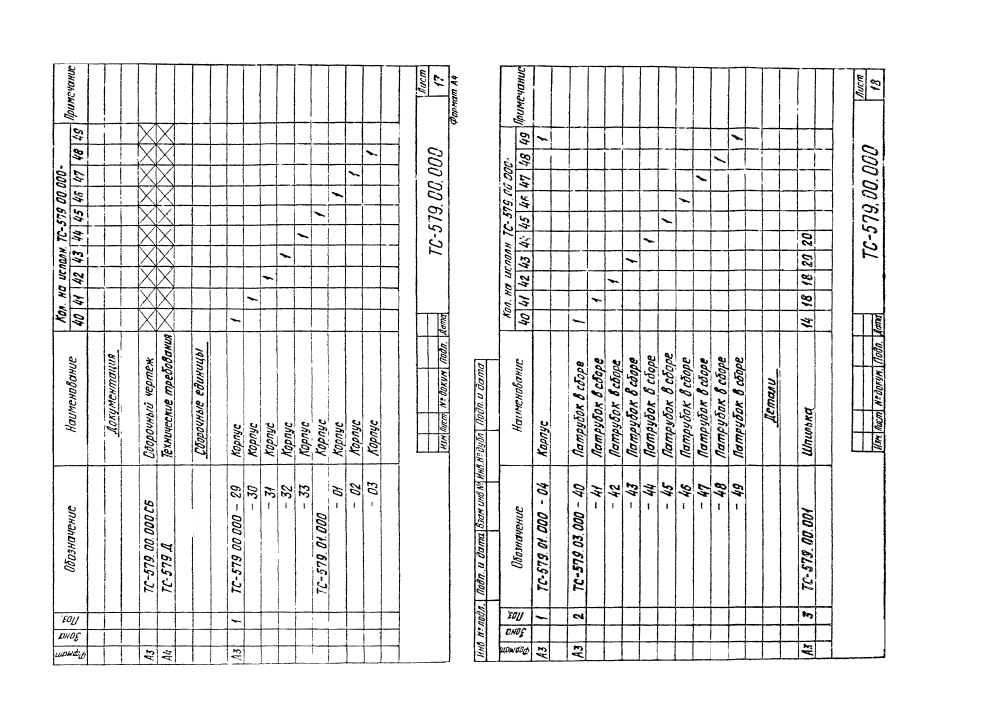 Формат Зона Поз. Обозначение Наименование Кол. на исполн. ТС-579.00.000- Примечание
40 41 42 43 44 45 46 47 48 49
Документация
А3 ТС-579.00.000.СБ Сборочный чертеж
А4 ТС-579.Д Технические требования
Сборочные единицы
А3 1 ТС-579.00.000 - 29 Корпус 1
- 30 Корпус 1
- 31 Корпус 1
- 32 Корпус 1
- 33 Корпус 1
ТС-579.01.000 Корпус 1
- 01 Корпус 1
- 02 Корпус 1
- 03 Корпус 1
Изм Лист № докум. Подп. Дата
ТС-579.00.000
Лист
17
Формат А4
Инв. № подл. Подп. и дата Взам инв № Инв. № дубл. Подп. и дата
Формат Зона Поз. Обозначение Наименование Кол. на исполн. ТС-579.00.000- Примечание
40 41 42 43 44 45 46 47 48 49
А3 1 ТС-579.01.000 - 04 Корпус 1
А3 2 ТС-579.03.000 - 40 Патрубок в сборе 1
- 41 Патрубок в сборе 1
- 42 Патрубок в сборе 1
- 43 Патрубок в сборе 1
- 44 Патрубок в сборе 1
- 45 Патрубок в сборе 1
- 46 Патрубок в сборе 1
- 47 Патрубок в сборе 1
- 48 Патрубок в сборе 1
- 49 Патрубок в сборе 1
Детали
А3 3 ТС-579.00.001 Шпилька 14 18 18 20 20
Изм Лист № докум. Подп. Дата
ТС-579.00.000
Лист
18